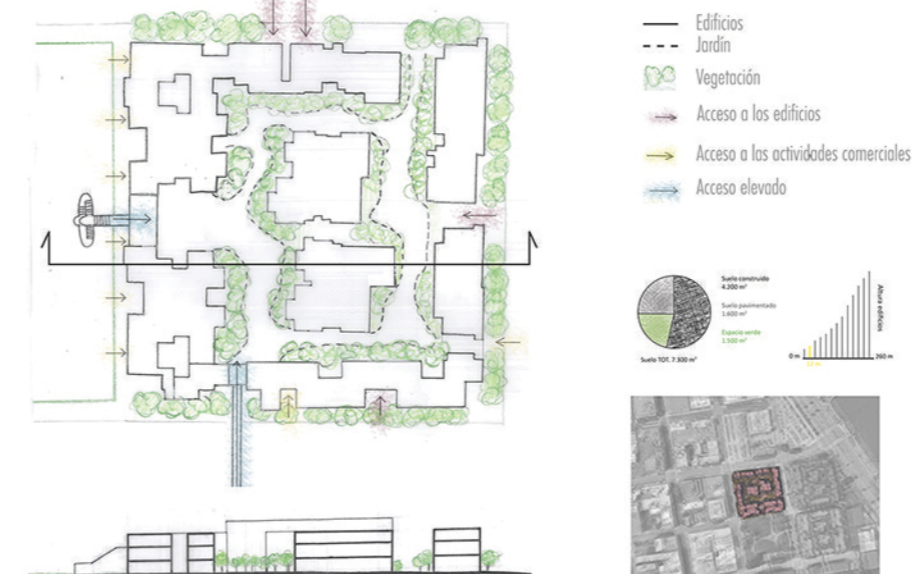 Edificios
Jardín
Vegetación
Acceso a los edificios
Acceso a las actividades comerciales
Acceso elevado
Suelo construido
4.200 m²
Suelo pavimentado
1.600 m²
Espacio verde
1.500 m²
Suelo TOT. 7.300 m²
Altura edificios
0 m
12 m
260 m